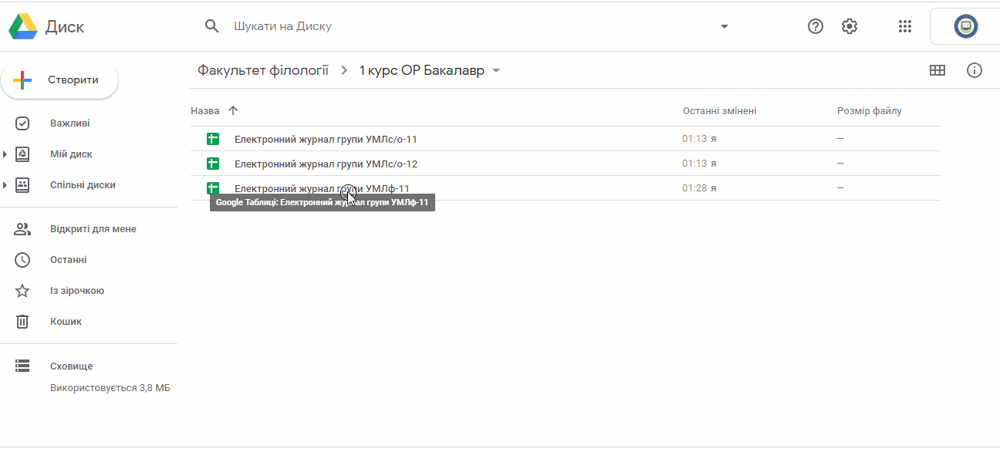 Диск
Шукати на Диску
Створити
Факультет філології
1 курс ОР Бакалавр
Назва
Останні змінені
Розмір файлу
Електронний журнал групи УМЛс/о-11
01:13 я
—
Електронний журнал групи УМЛс/о-12
01:13 я
—
Електронний журнал групи УМЛф-11
01:28 я
—
Google Таблиці: Електронний журнал групи УМЛф-11
Важливі
Мій диск
Спільні диски
Відкриті для мене
Останні
Із зірочкою
Кошик
Сховище
Використовується 3,8 МБ